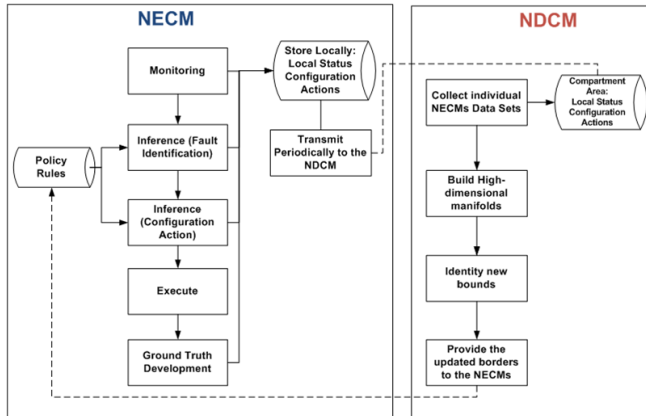 NECM
Monitoring
Inference (Fault
Identification)
Inference
(Configuration
Action)
Execute
Ground Truth
Development
Policy
Rules
Store Locally:
Local Status
Configuration
Actions
Transmit
Periodically to the
NDCM
NDCM
Collect individual
NECMs Data Sets
Compartment
Area:
Local Status
Configuration
Actions
Build High-
dimensional
manifolds
Identity new
bounds
Provide the
updated borders
to the NECMs